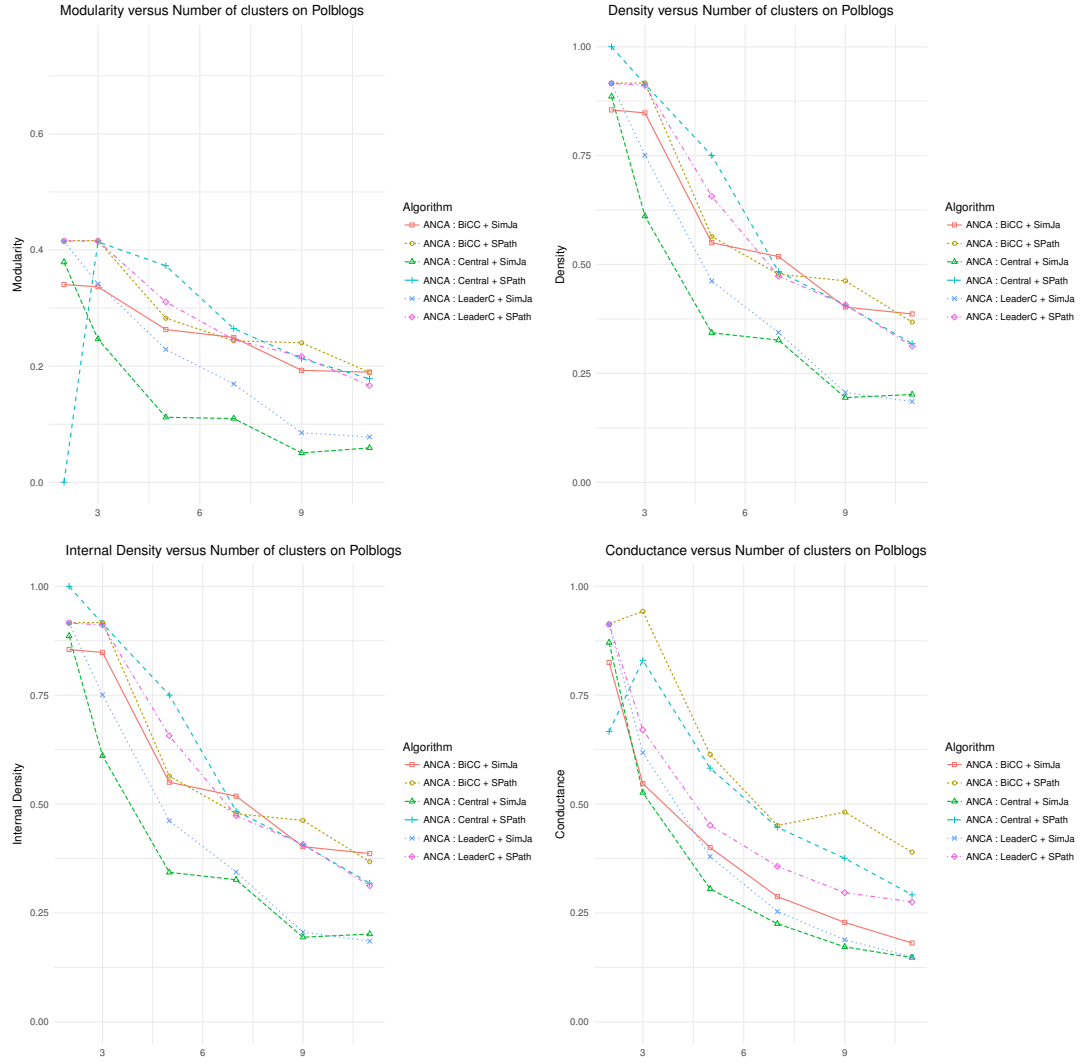 Modularity versus Number of clusters on Polblogs
Modularity
0.6
0.4
0.2
0.0
3
6
9
Algorithm
ANCA : BiCC + SimJa
ANCA : BiCC + SPath
ANCA : Central + SimJa
ANCA : Central + SPath
ANCA : LeaderC + SimJa
ANCA : LeaderC + SPath
Density versus Number of clusters on Polblogs
Density
1.00
0.75
0.50
0.25
0.00
3
6
9
Algorithm
ANCA : BiCC + SimJa
ANCA : BiCC + SPath
ANCA : Central + SimJa
ANCA : Central + SPath
ANCA : LeaderC + SimJa
ANCA : LeaderC + SPath
Internal Density versus Number of clusters on Polblogs
Internal Density
1.00
0.75
0.50
0.25
0.00
3
6
9
Algorithm
ANCA : BiCC + SimJa
ANCA : BiCC + SPath
ANCA : Central + SimJa
ANCA : Central + SPath
ANCA : LeaderC + SimJa
ANCA : LeaderC + SPath
Conductance versus Number of clusters on Polblogs
Conductance
1.00
0.75
0.50
0.25
0.00
3
6
9
Algorithm
ANCA : BiCC + SimJa
ANCA : BiCC + SPath
ANCA : Central + SimJa
ANCA : Central + SPath
ANCA : LeaderC + SimJa
ANCA : LeaderC + SPath